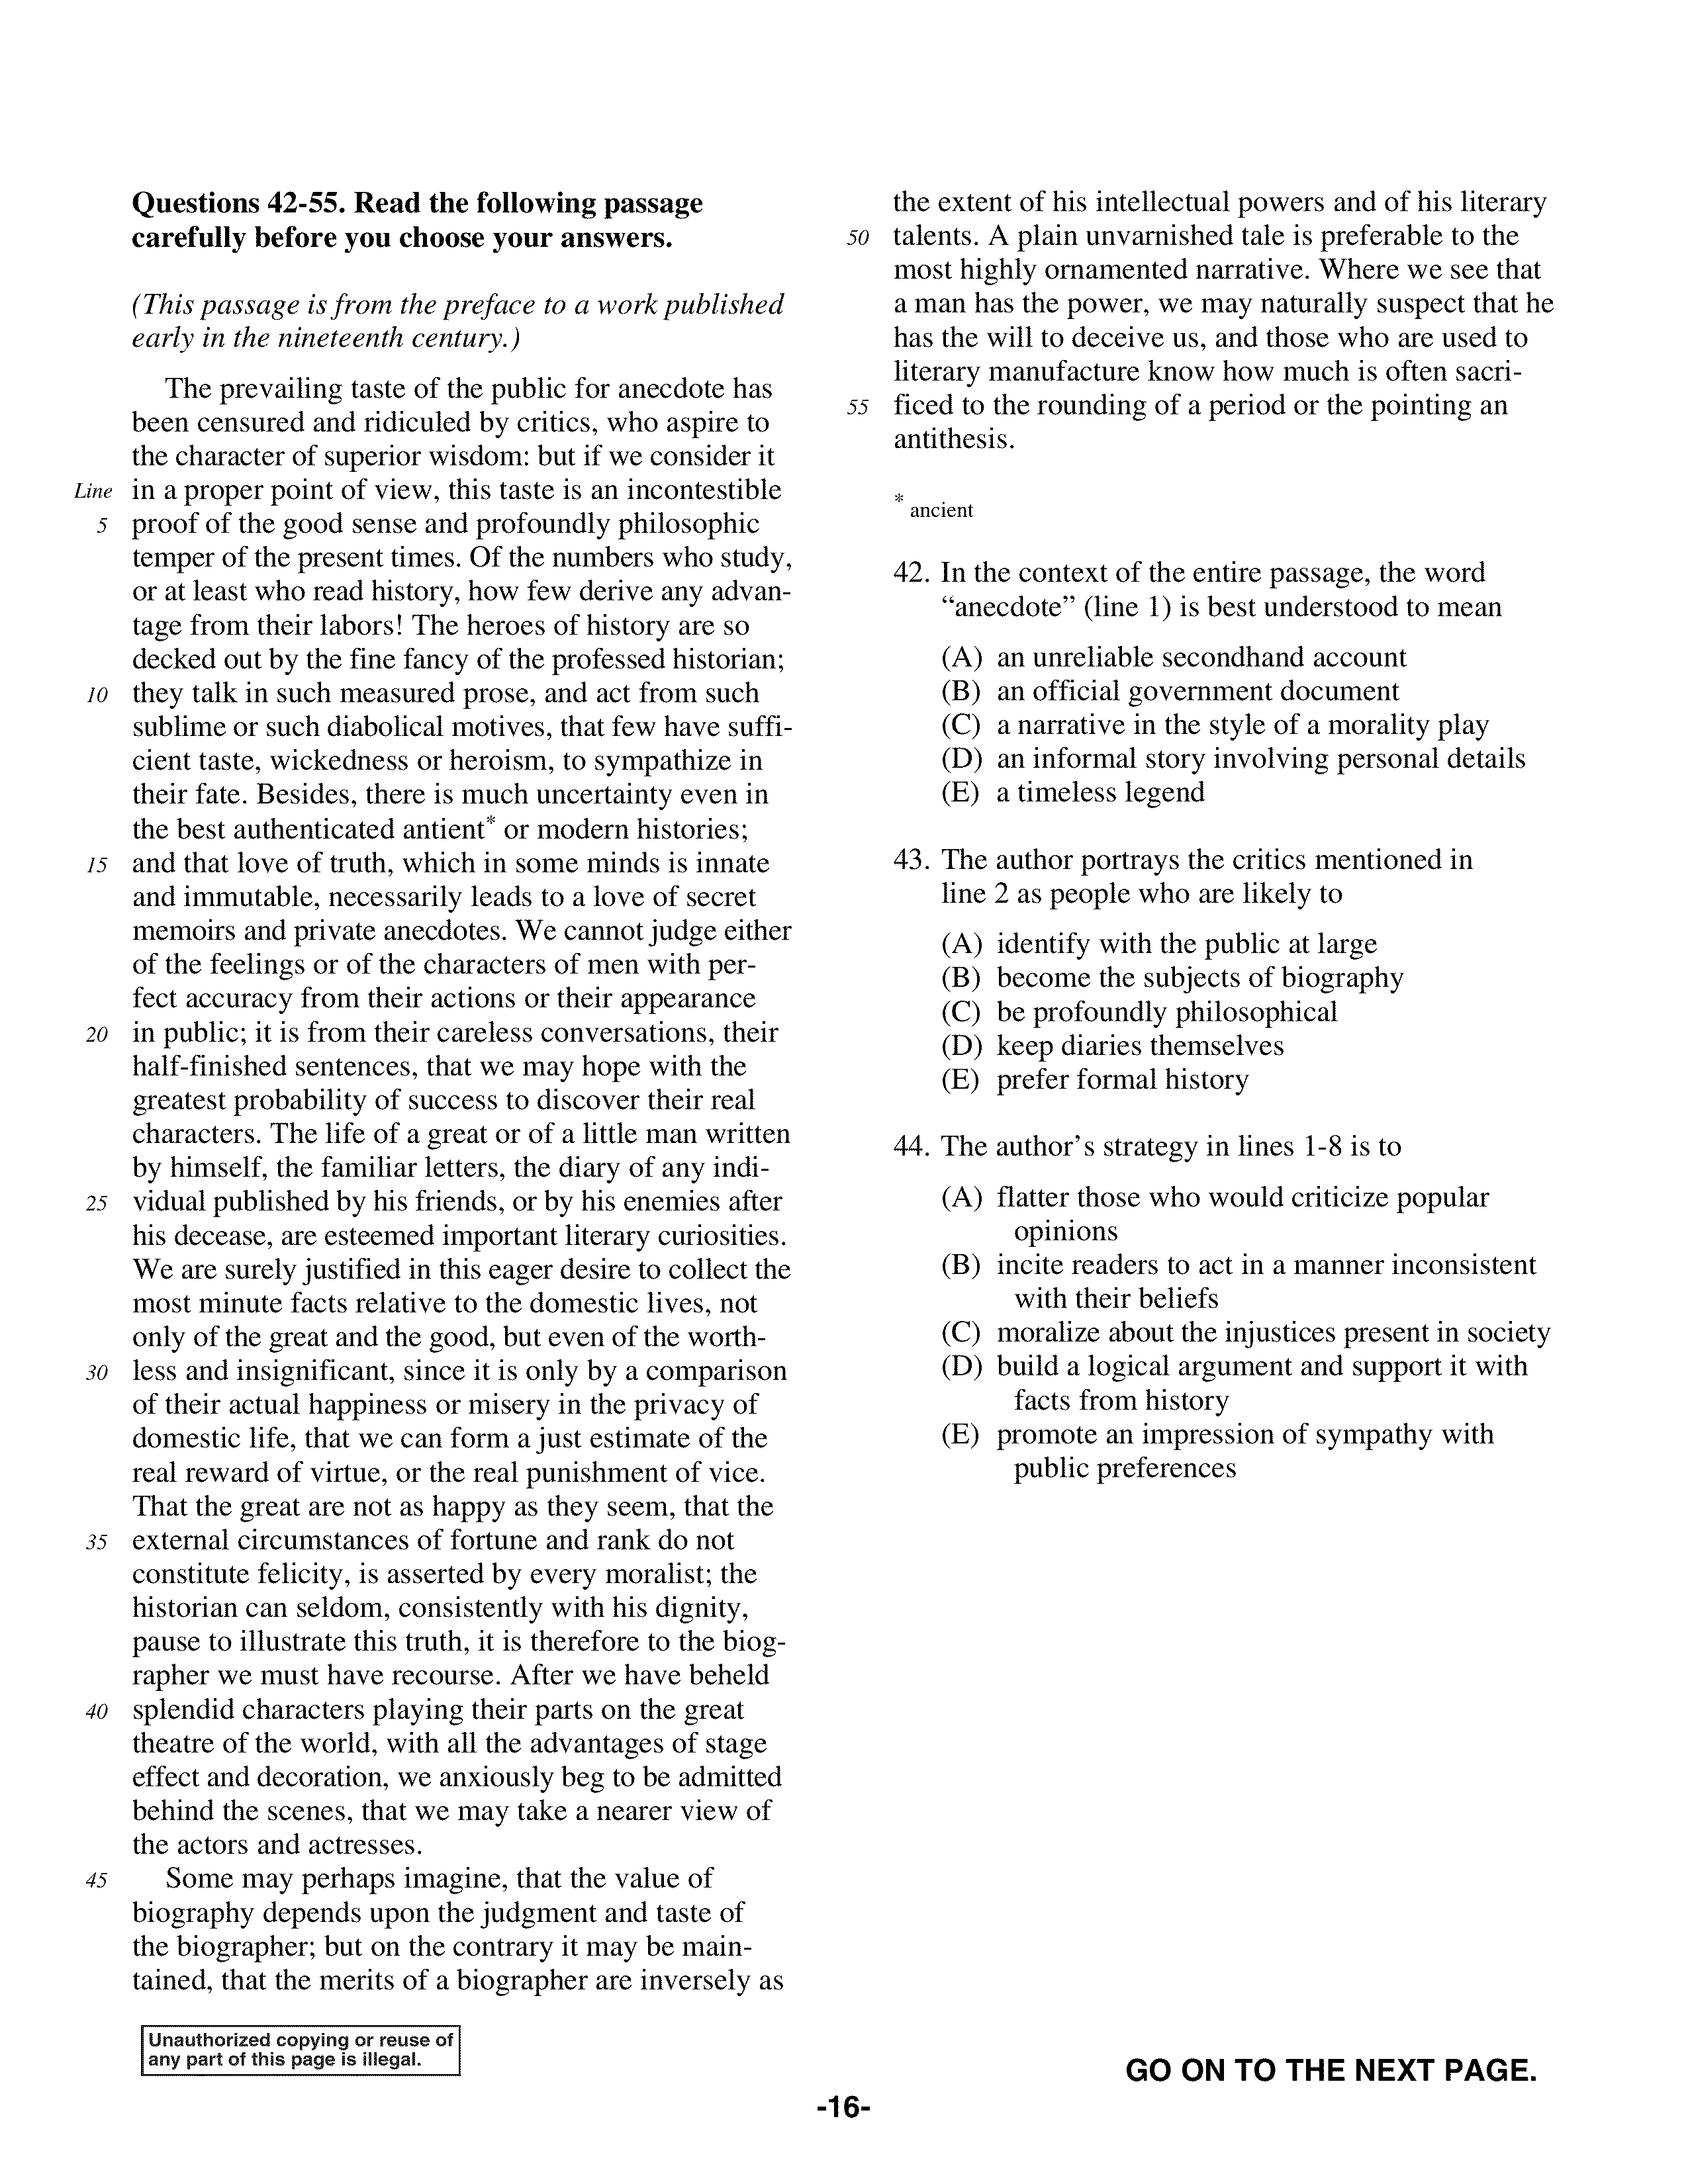 Questions 42-55. Read the following passage
carefully before you choose your answers.
(This passage is from the preface to a work published
early in the nineteenth century.)
The prevailing taste of the public for anecdote has
been censured and ridiculed by critics, who aspire to
the character of superior wisdom: but if we consider it
Line in a proper point of view, this taste is an incontestible
5 proof of the good sense and profoundly philosophic
temper of the present times. Of the numbers who study,
or at least who read history, how few derive any advan-
tage from their labors! The heroes of history are so
decked out by the fine fancy of the professed historian;
10 they talk in such measured prose, and act from such
sublime or such diabolical motives, that few have suffi-
cient taste, wickedness or heroism, to sympathize in
their fate. Besides, there is much uncertainty even in
the best authenticated antient* or modern histories;
15 and that love of truth, which in some minds is innate
and immutable, necessarily leads to a love of secret
memoirs and private anecdotes. We cannot judge either
of the feelings or of the characters of men with per-
fect accuracy from their actions or their appearance
20 in public; it is from their careless conversations, their
half-finished sentences, that we may hope with the
greatest probability of success to discover their real
characters. The life of a great or of a little man written
by himself, the familiar letters, the diary of any indi-
25 vidual published by his friends, or by his enemies after
his decease, are esteemed important literary curiosities.
We are surely justified in this eager desire to collect the
most minute facts relative to the domestic lives, not
only of the great and the good, but even of the worth-
30 less and insignificant, since it is only by a comparison
of their actual happiness or misery in the privacy of
domestic life, that we can form a just estimate of the
real reward of virtue, or the real punishment of vice.
That the great are not as happy as they seem, that the
35 external circumstances of fortune and rank do not
constitute felicity, is asserted by every moralist; the
historian can seldom, consistently with his dignity,
pause to illustrate this truth, it is therefore to the biog-
rapher we must have recourse. After we have beheld
40 splendid characters playing their parts on the great
theatre of the world, with all the advantages of stage
effect and decoration, we anxiously beg to be admitted
behind the scenes, that we may take a nearer view of
the actors and actresses.
45 Some may perhaps imagine, that the value of
biography depends upon the judgment and taste of
the biographer; but on the contrary it may be main-
tained, that the merits of a biographer are inversely as
the extent of his intellectual powers and of his literary
50 talents. A plain unvarnished tale is preferable to the
most highly ornamented narrative. Where we see that
a man has the power, we may naturally suspect that he
has the will to deceive us, and those who are used to
literary manufacture know how much is often sacri-
55 ficed to the rounding of a period or the pointing an
antithesis.
* ancient
42. In the context of the entire passage, the word
“anecdote” (line 1) is best understood to mean
(A) an unreliable secondhand account
(B) an official government document
(C) a narrative in the style of a morality play
(D) an informal story involving personal details
(E) a timeless legend
43. The author portrays the critics mentioned in
line 2 as people who are likely to
(A) identify with the public at large
(B) become the subjects of biography
(C) be profoundly philosophical
(D) keep diaries themselves
(E) prefer formal history
44. The author’s strategy in lines 1-8 is to
(A) flatter those who would criticize popular
opinions
(B) incite readers to act in a manner inconsistent
with their beliefs
(C) moralize about the injustices present in society
(D) build a logical argument and support it with
facts from history
(E) promote an impression of sympathy with
public preferences
Unauthorized copying or reuse of
any part of this page is illegal.
GO ON TO THE NEXT PAGE.
-16-